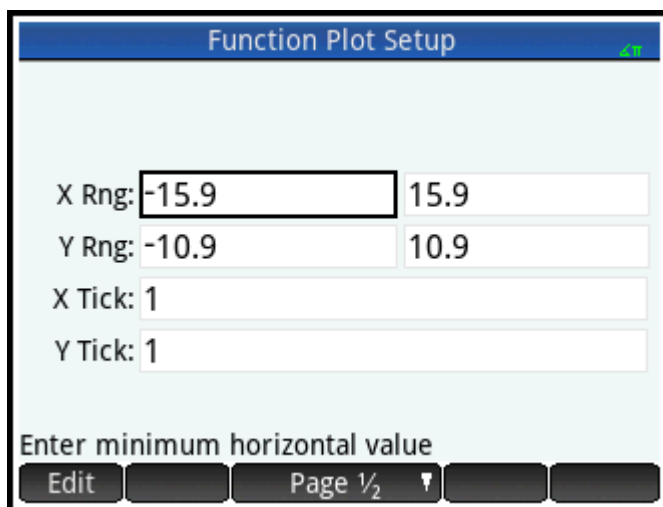 Function Plot Setup
∡π
X Rng: -15.9 15.9
Y Rng: -10.9 10.9
X Tick: 1
Y Tick: 1
Enter minimum horizontal value
Edit Page ½